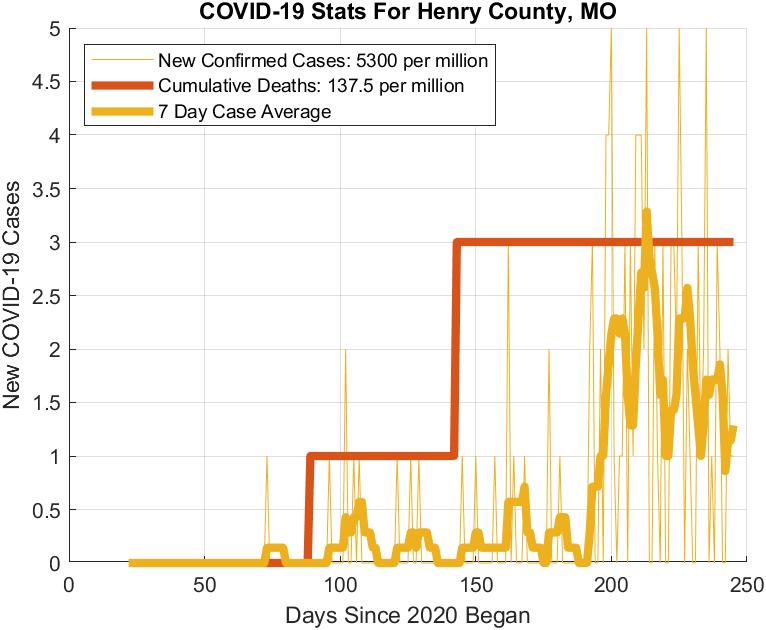 COVID-19 Stats For Henry County, MO
New Confirmed Cases: 5300 per million
Cumulative Deaths: 137.5 per million
7 Day Case Average
New COVID-19 Cases
5
4.5
4
3.5
3
2.5
2
1.5
1
0.5
0
0 50 100 150 200 250
Days Since 2020 Began